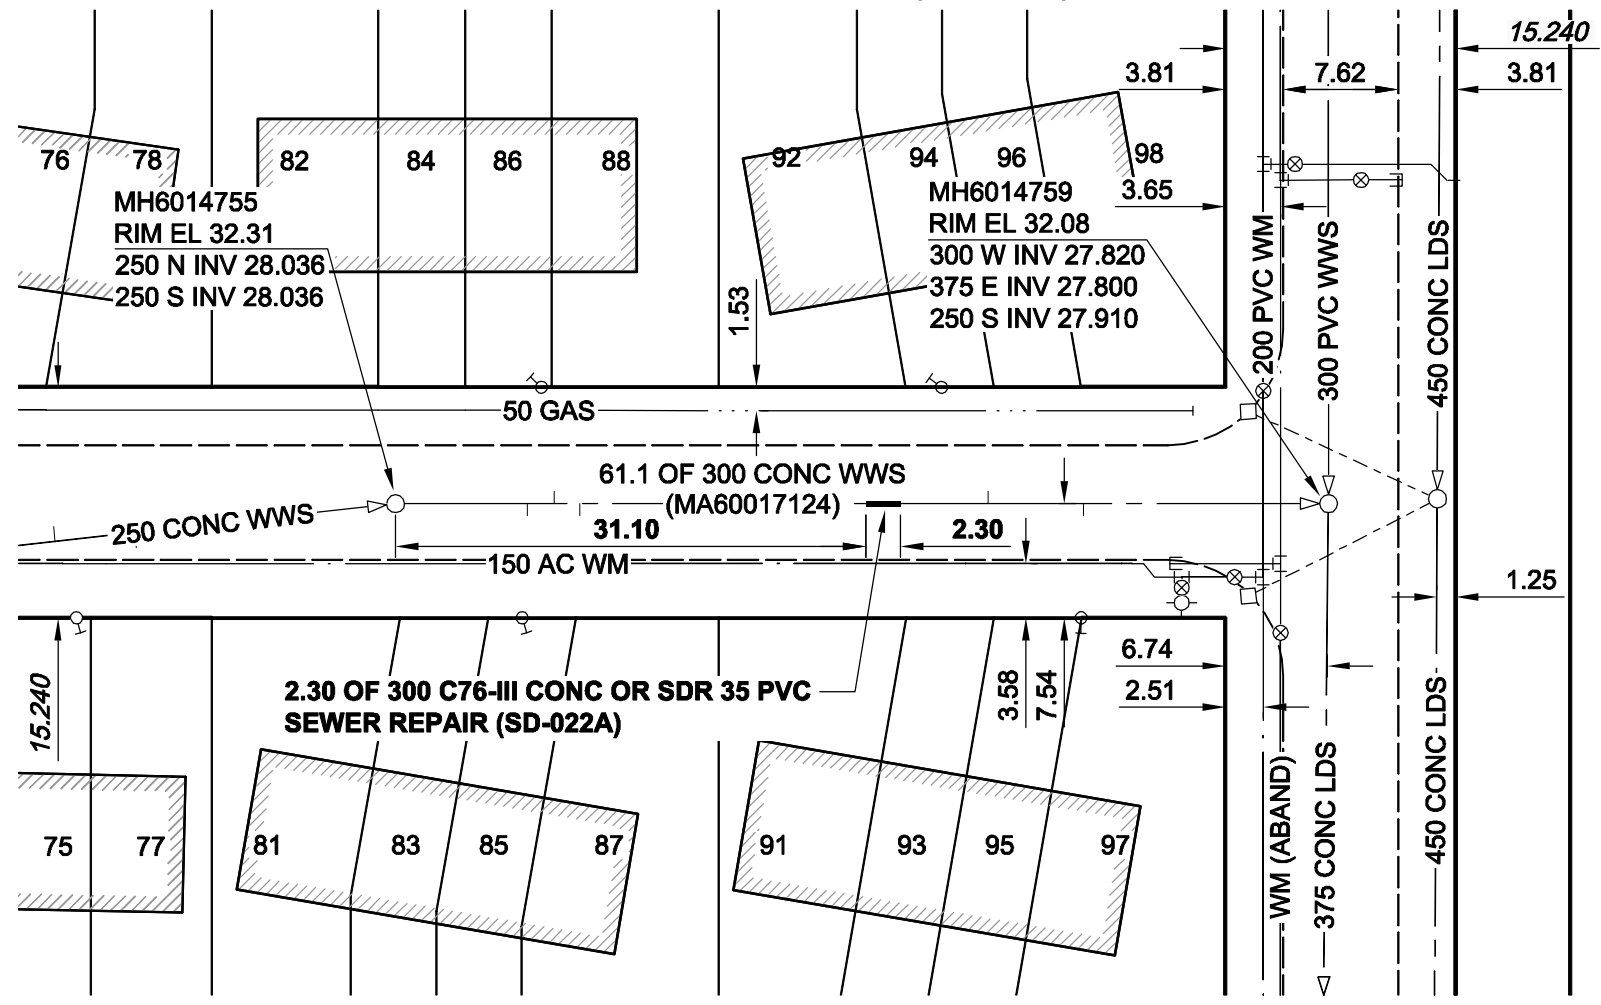 15.240
3.81
7.62
3.81
76
78
82
84
86
88
92
94
96
98
MH6014755
RIM EL 32.31
250 N INV 28.036
250 S INV 28.036
MH6014759
RIM EL 32.08
300 W INV 27.820
375 E INV 27.800
250 S INV 27.910
3.65
1.53
200 PVC WM
300 PVC WWS
450 CONC LDS
50 GAS
61.1 OF 300 CONC WWS
(MA60017124)
250 CONC WWS
31.10
2.30
150 AC WM
1.25
15.240
2.30 OF 300 C76-III CONC OR SDR 35 PVC
SEWER REPAIR (SD-022A)
3.58
7.54
6.74
2.51
WM (ABAND)
375 CONC LDS
450 CONC LDS
75
77
81
83
85
87
91
93
95
97